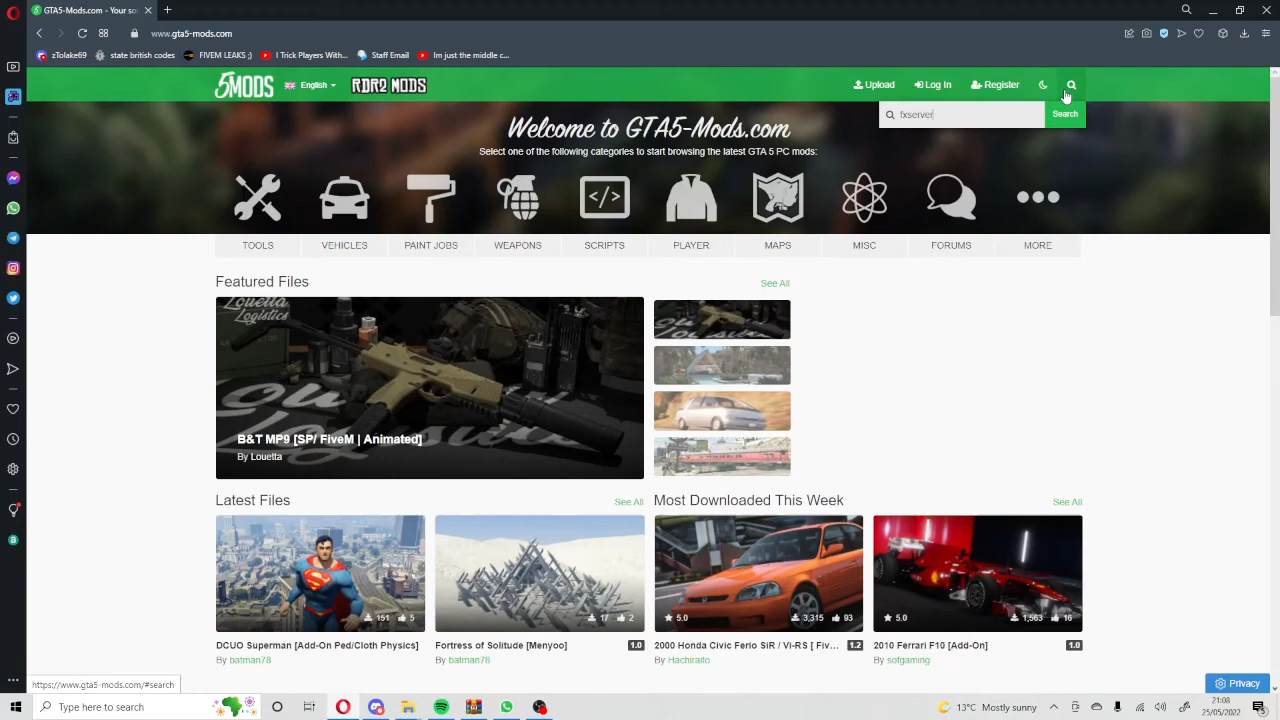 GTA5-Mods.com - Your so
www.gta5-mods.com
zTolake69 state british codes FIVEM LEAKS ;) I Trick Players With... Staff Email Im just the middle c...
5MODS English RDR2 MODS Upload Log In Register
fxserver Search
Welcome to GTA5-Mods.com
Select one of the following categories to start browsing the latest GTA 5 PC mods:
TOOLS VEHICLES PAINT JOBS WEAPONS SCRIPTS PLAYER MAPS MISC FORUMS MORE
Featured Files See All
Louetta
Logistics
B&T MP9 [SP/ FiveM | Animated]
By Louetta
Latest Files See All Most Downloaded This Week See All
151 5 17 2 5.0 3,315 93 5.0 1,563 16
DCUO Superman [Add-On Ped/Cloth Physics] Fortress of Solitude [Menyoo] 1.0 2000 Honda Civic Ferio SiR / Vi-RS [ Fiv... 1.2 2010 Ferrari F10 [Add-On] 1.0
By batman78 By batman78 By Hachiraito By sofgaming
https://www.gta5-mods.com/#search Privacy
Type here to search 13°C Mostly sunny 21:08
25/05/2022